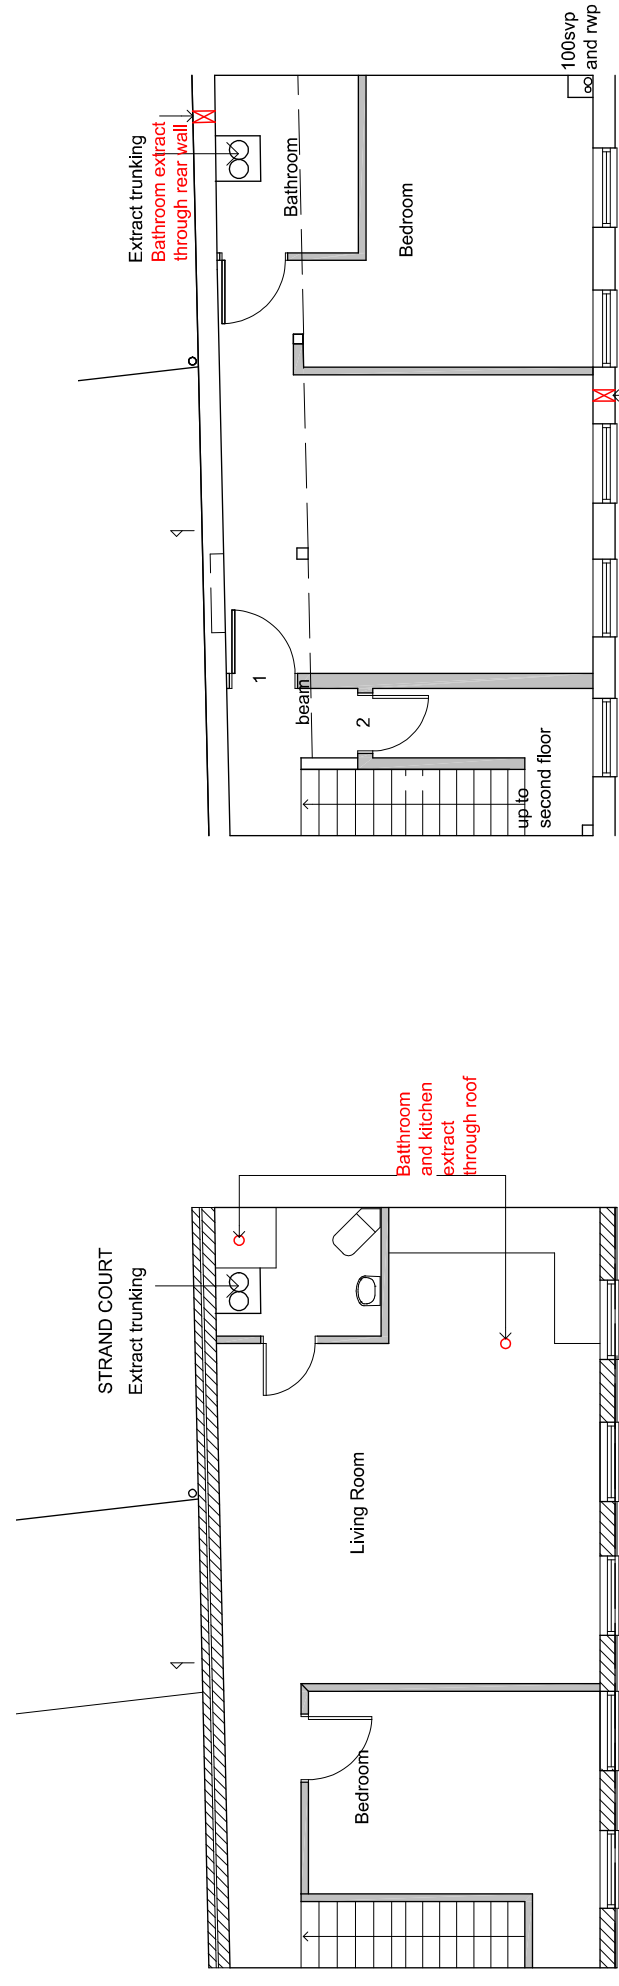 STRAND COURT
Extract trunking
Batthroom
and kitchen
extract
through roof
Living Room
Bedroom
Extract trunking
Bathroom extract
through rear wall
Bathroom
Bedroom
100svp
and rwp
1
beam
2
up to
second floor